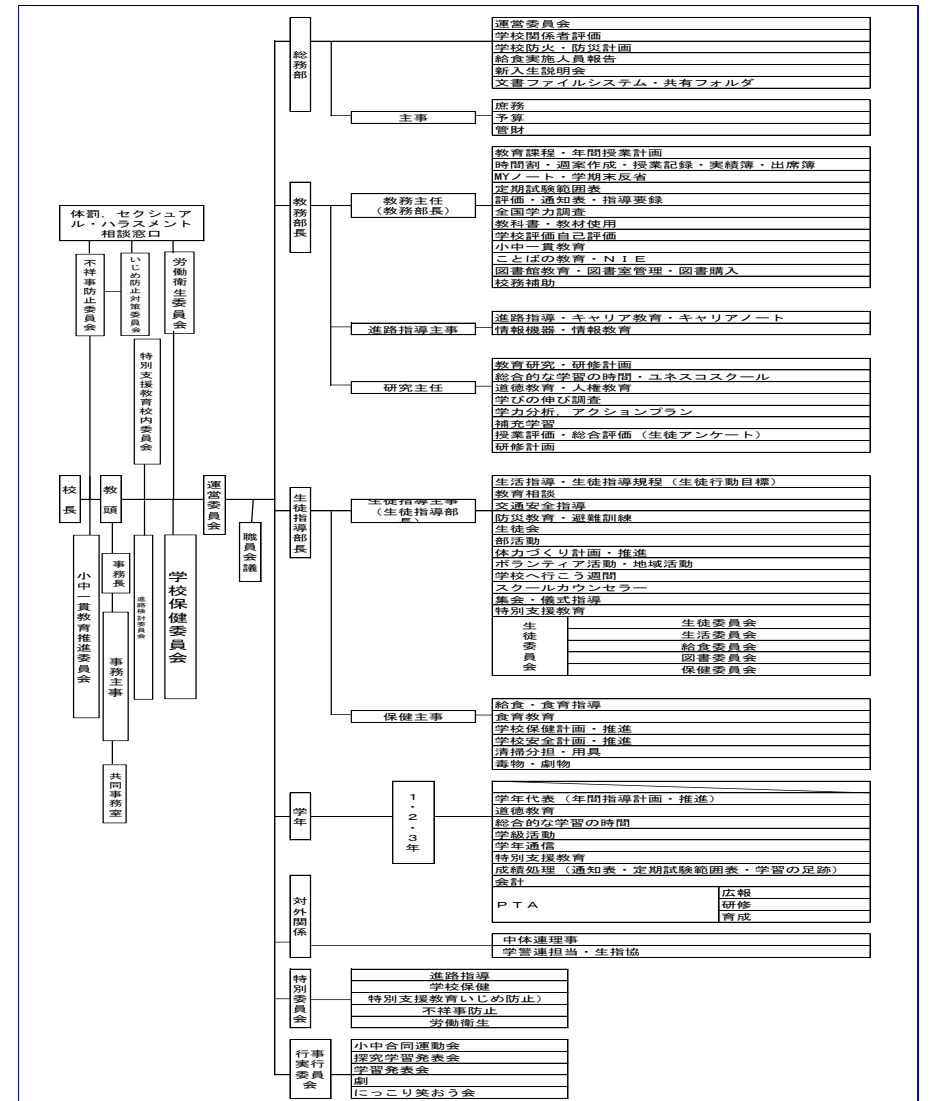 体罰，セクシュア
ル・ハラスメント
相談窓口
不祥事防止委員会
いじめ防止対策委員会
労働衛生委員会
特別支援教育校内委員会
校長
教頭
運営委員会
職員会議
小中一貫教育推進委員会
事務長
事務主事
共同事務室
進路検討委員会
学校保健委員会
総務部
運営委員会
学校関係者評価
学校防火・防災計画
給食実施人員報告
新入生説明会
文書ファイルシステム・共有フォルダ
主事
庶務
予算
管財
教務部長
教務主任
（教務部長）
教育課程・年間授業計画
時間割・週案作成・授業記録・実績簿・出席簿
MYノート・学期末反省
定期試験範囲表
評価・通知表・指導要録
全国学力調査
教科書・教材使用
学校評価自己評価
小中一貫教育
ことばの教育・ＮＩＥ
図書館教育・図書室管理・図書購入
校務補助
進路指導主事
進路指導・キャリア教育・キャリアノート
情報機器・情報教育
研究主任
教育研究・研修計画
総合的な学習の時間・ユネスコスクール
道徳教育・人権教育
学びの伸び調査
学力分析，アクションプラン
補充学習
授業評価・総合評価（生徒アンケート）
研修計画
生徒指導部長
生徒指導主事
（生徒指導部
長）
生活指導・生徒指導規程（生徒行動目標）
教育相談
交通安全指導
防災教育・避難訓練
生徒会
部活動
体力づくり計画・推進
ボランティア活動・地域活動
学校へ行こう週間
スクールカウンセラー
集会・儀式指導
特別支援教育
生徒委員会
生徒委員会
生活委員会
給食委員会
図書委員会
保健委員会
保健主事
給食・食育指導
食育教育
学校保健計画・推進
学校安全計画・推進
清掃分担・用具
毒物・劇物
学年
１・２・３年
学年代表（年間指導計画・推進）
道徳教育
総合的な学習の時間
学級活動
学年通信
特別支援教育
成績処理（通知表・定期試験範囲表・学習の足跡）
会計
ＰＴＡ
広報
研修
育成
対外関係
中体連理事
学警連担当・生指協
特別委員会
進路指導
学校保健
特別支援教育いじめ防止）
不祥事防止
労働衛生
行事
実行
委員
会
小中合同運動会
探究学習発表会
学習発表会
劇
にっこり笑おう会